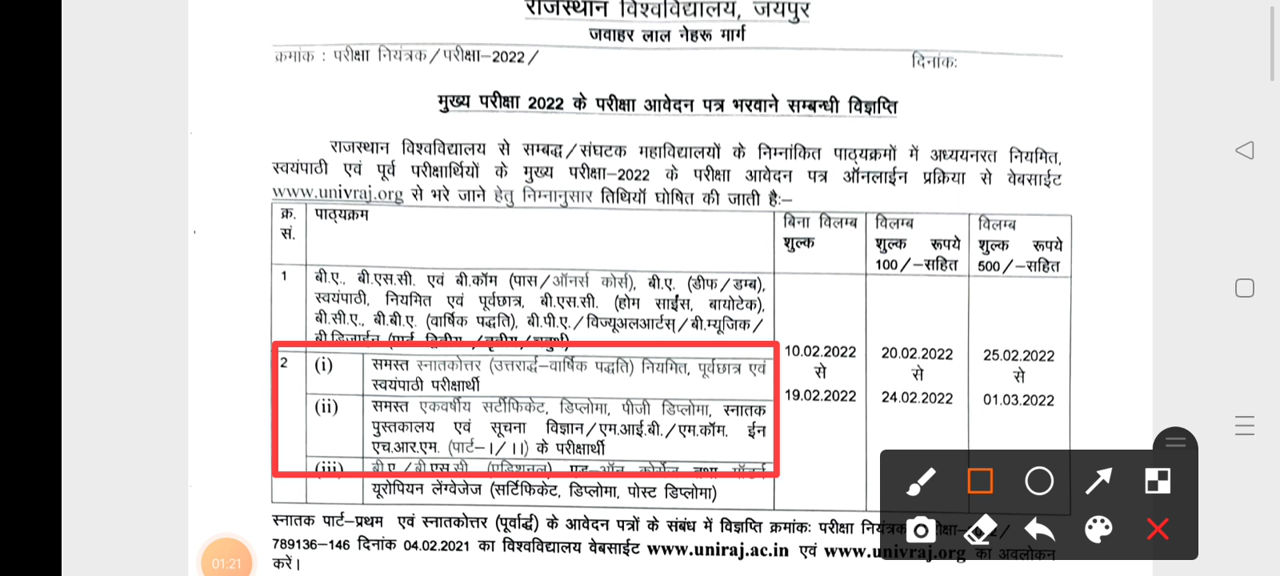 राजस्थान विश्वविद्यालय, जयपुर
जवाहर लाल नेहरू मार्ग
क्रमांक : परीक्षा नियंत्रक/परीक्षा-2022/ दिनांकः
मुख्य परीक्षा 2022 के परीक्षा आवेदन पत्र भरवाने सम्बन्धी विज्ञप्ति
राजस्थान विश्वविद्यालय से सम्बद्ध/संघटक महाविद्यालयों के निम्नांकित पाठ्यक्रमों में अध्ययनरत नियमित,
स्वयंपाठी एवं पूर्व परीक्षार्थियों के मुख्य परीक्षा-2022 के परीक्षा आवेदन पत्र ऑनलाईन प्रक्रिया से वेबसाईट
www.univraj.org से भरे जाने हेतु निम्नानुसार तिथियॉ घोषित की जाती हैः-
क्र. सं.
पाठ्यक्रम
बिना विलम्ब
शुल्क
विलम्ब
शुल्क रूपये
100/-सहित
विलम्ब
शुल्क रूपये
500/-सहित
1
बी.ए., बी.एस.सी. एवं बी.कॉम (पास/ऑनर्स कोर्स), बी.ए. (डीफ/डम्ब),
स्वयंपाठी, नियमित एवं पूर्वछात्र, बी.एस.सी. (होम साईंस, बायोटेक),
बी.सी.ए., बी.बी.ए. (वार्षिक पद्धति), बी.पी.ए./विज्यूअलआर्टस्/बी.म्यूजिक/
2
(i)
समस्त स्नातकोत्तर (उत्तरार्द्ध-वार्षिक पद्धति) नियमित, पूर्वछात्र एवं
स्वयंपाठी परीक्षार्थी
(ii)
समस्त एकवर्षीय सर्टीफिकेट, डिप्लोमा, पीजी डिप्लोमा, स्नातक
पुस्तकालय एवं सूचना विज्ञान/एम.आई.बी./एम.कॉम. ईन
एच.आर.एम. (पार्ट-I/II) के परीक्षार्थी
(iii)
यूरोपियन लेंग्वेजेज (सर्टिफिकेट, डिप्लोमा, पोस्ट डिप्लोमा)
10.02.2022
से
19.02.2022
20.02.2022
से
24.02.2022
25.02.2022
से
01.03.2022
स्नातक पार्ट-प्रथम एवं स्नातकोत्तर (पूर्वार्द्ध) के आवेदन पत्रों के संबंध में विज्ञप्ति क्रमांकः परीक्षा
789136-146 दिनांक 04.02.2021 का विश्वविद्यालय वेबसाईट www.uniraj.ac.in एवं www.univraj.org का अवलोकन
करें।
01:21